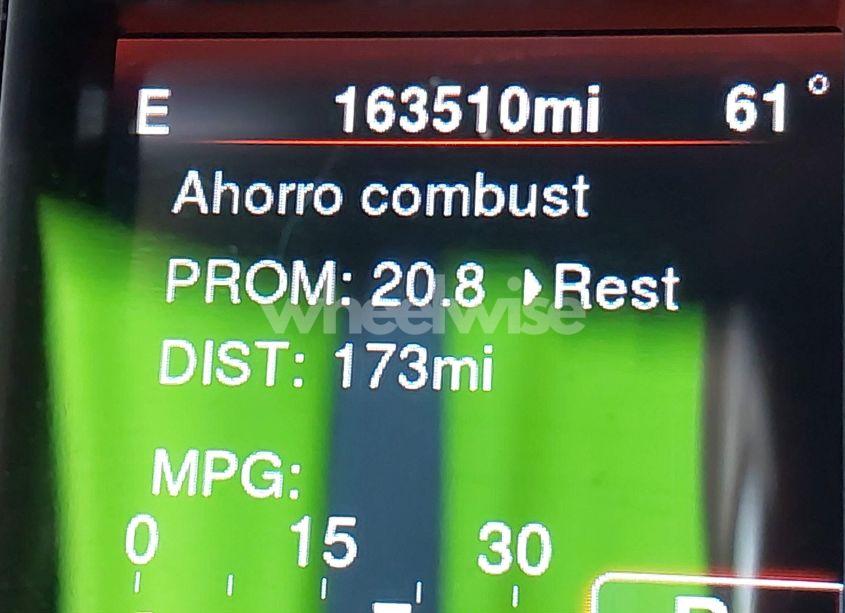 E 163510mi 61°
Ahorro combust
PROM: 20.8 ▸Rest
wheelwise
DIST: 173mi
MPG:
0 15 30